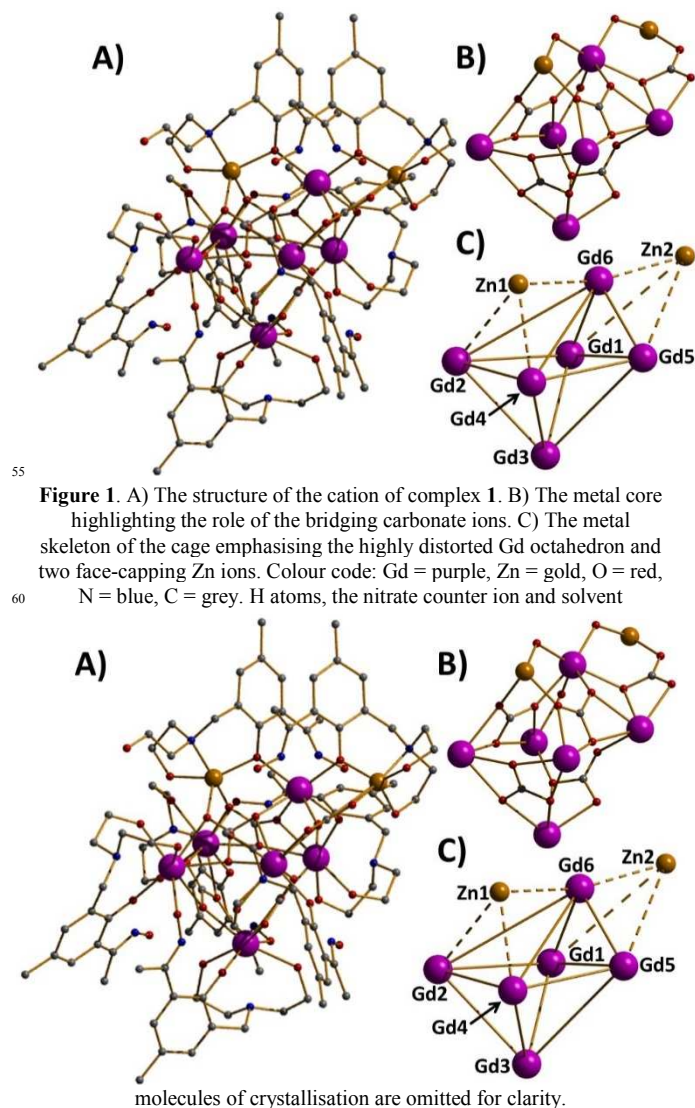 A)
B)
C)
Gd6
Zn2
Zn1
Gd1
Gd5
Gd2
Gd4
Gd3
55
Figure 1. A) The structure of the cation of complex 1. B) The metal core
highlighting the role of the bridging carbonate ions. C) The metal
skeleton of the cage emphasising the highly distorted Gd octahedron and
two face-capping Zn ions. Colour code: Gd = purple, Zn = gold, O = red,
60 N = blue, C = grey. H atoms, the nitrate counter ion and solvent
A)
B)
C)
Gd6
Zn2
Zn1
Gd1
Gd5
Gd2
Gd4
Gd3
molecules of crystallisation are omitted for clarity.